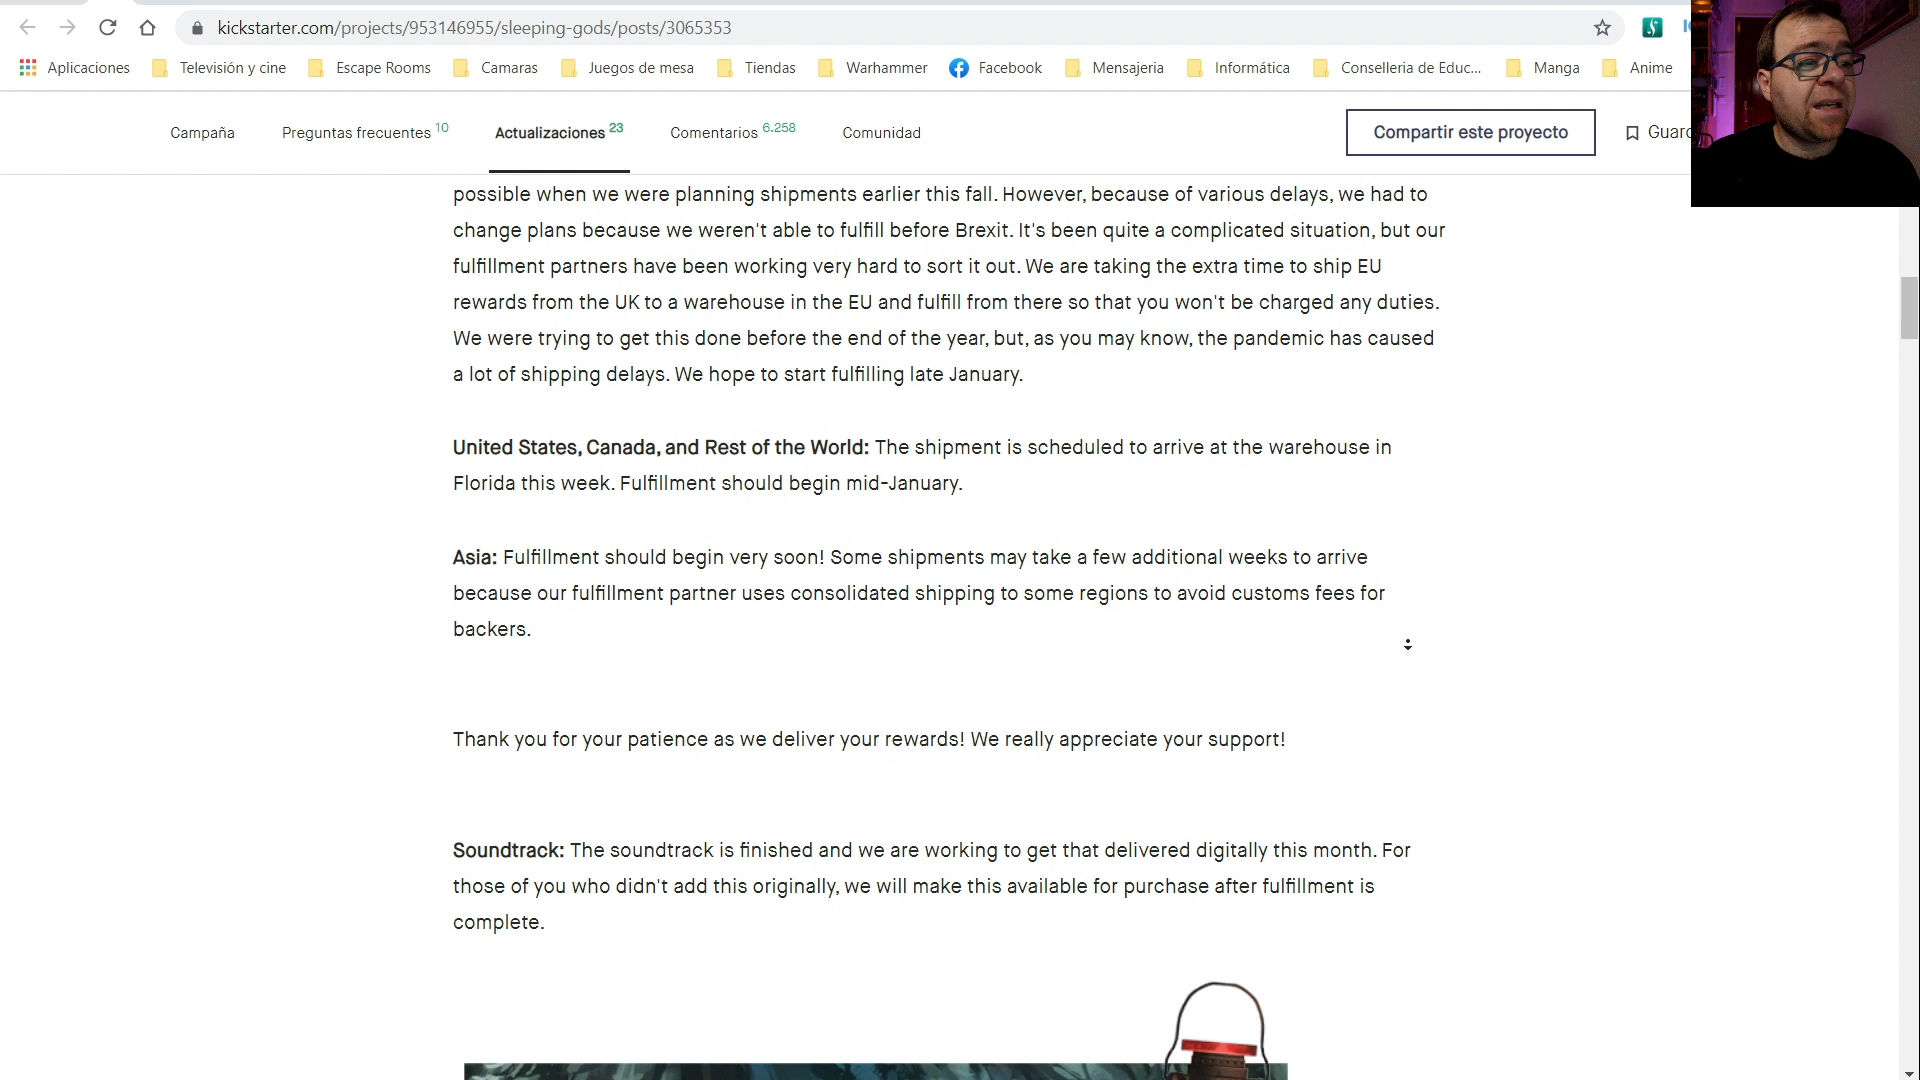 kickstarter.com/projects/953146955/sleeping-gods/posts/3065353
Aplicaciones Televisión y cine Escape Rooms Camaras Juegos de mesa Tiendas Warhammer Facebook Mensajeria Informática Conselleria de Educ... Manga Anime
Campaña Preguntas frecuentes 10 Actualizaciones 23 Comentarios 6.258 Comunidad Compartir este proyecto
possible when we were planning shipments earlier this fall. However, because of various delays, we had to
change plans because we weren't able to fulfill before Brexit. It's been quite a complicated situation, but our
fulfillment partners have been working very hard to sort it out. We are taking the extra time to ship EU
rewards from the UK to a warehouse in the EU and fulfill from there so that you won't be charged any duties.
We were trying to get this done before the end of the year, but, as you may know, the pandemic has caused
a lot of shipping delays. We hope to start fulfilling late January.
United States, Canada, and Rest of the World: The shipment is scheduled to arrive at the warehouse in
Florida this week. Fulfillment should begin mid-January.
Asia: Fulfillment should begin very soon! Some shipments may take a few additional weeks to arrive
because our fulfillment partner uses consolidated shipping to some regions to avoid customs fees for
backers.
Thank you for your patience as we deliver your rewards! We really appreciate your support!
Soundtrack: The soundtrack is finished and we are working to get that delivered digitally this month. For
those of you who didn't add this originally, we will make this available for purchase after fulfillment is
complete.